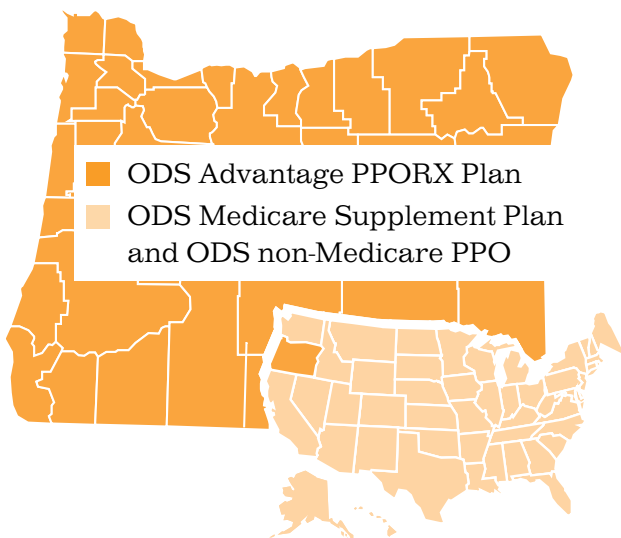 ODS Advantage PPORX Plan
ODS Medicare Supplement Plan
and ODS non-Medicare PPO